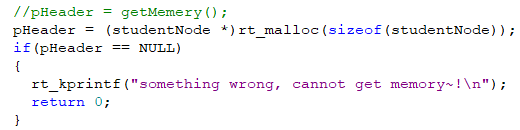 //pHeader = getMemery();
pHeader = (studentNode *)rt_malloc(sizeof(studentNode));
if(pHeader == NULL)
{
  rt_kprintf("something wrong, cannot get memory~!\n");
  return 0;
}